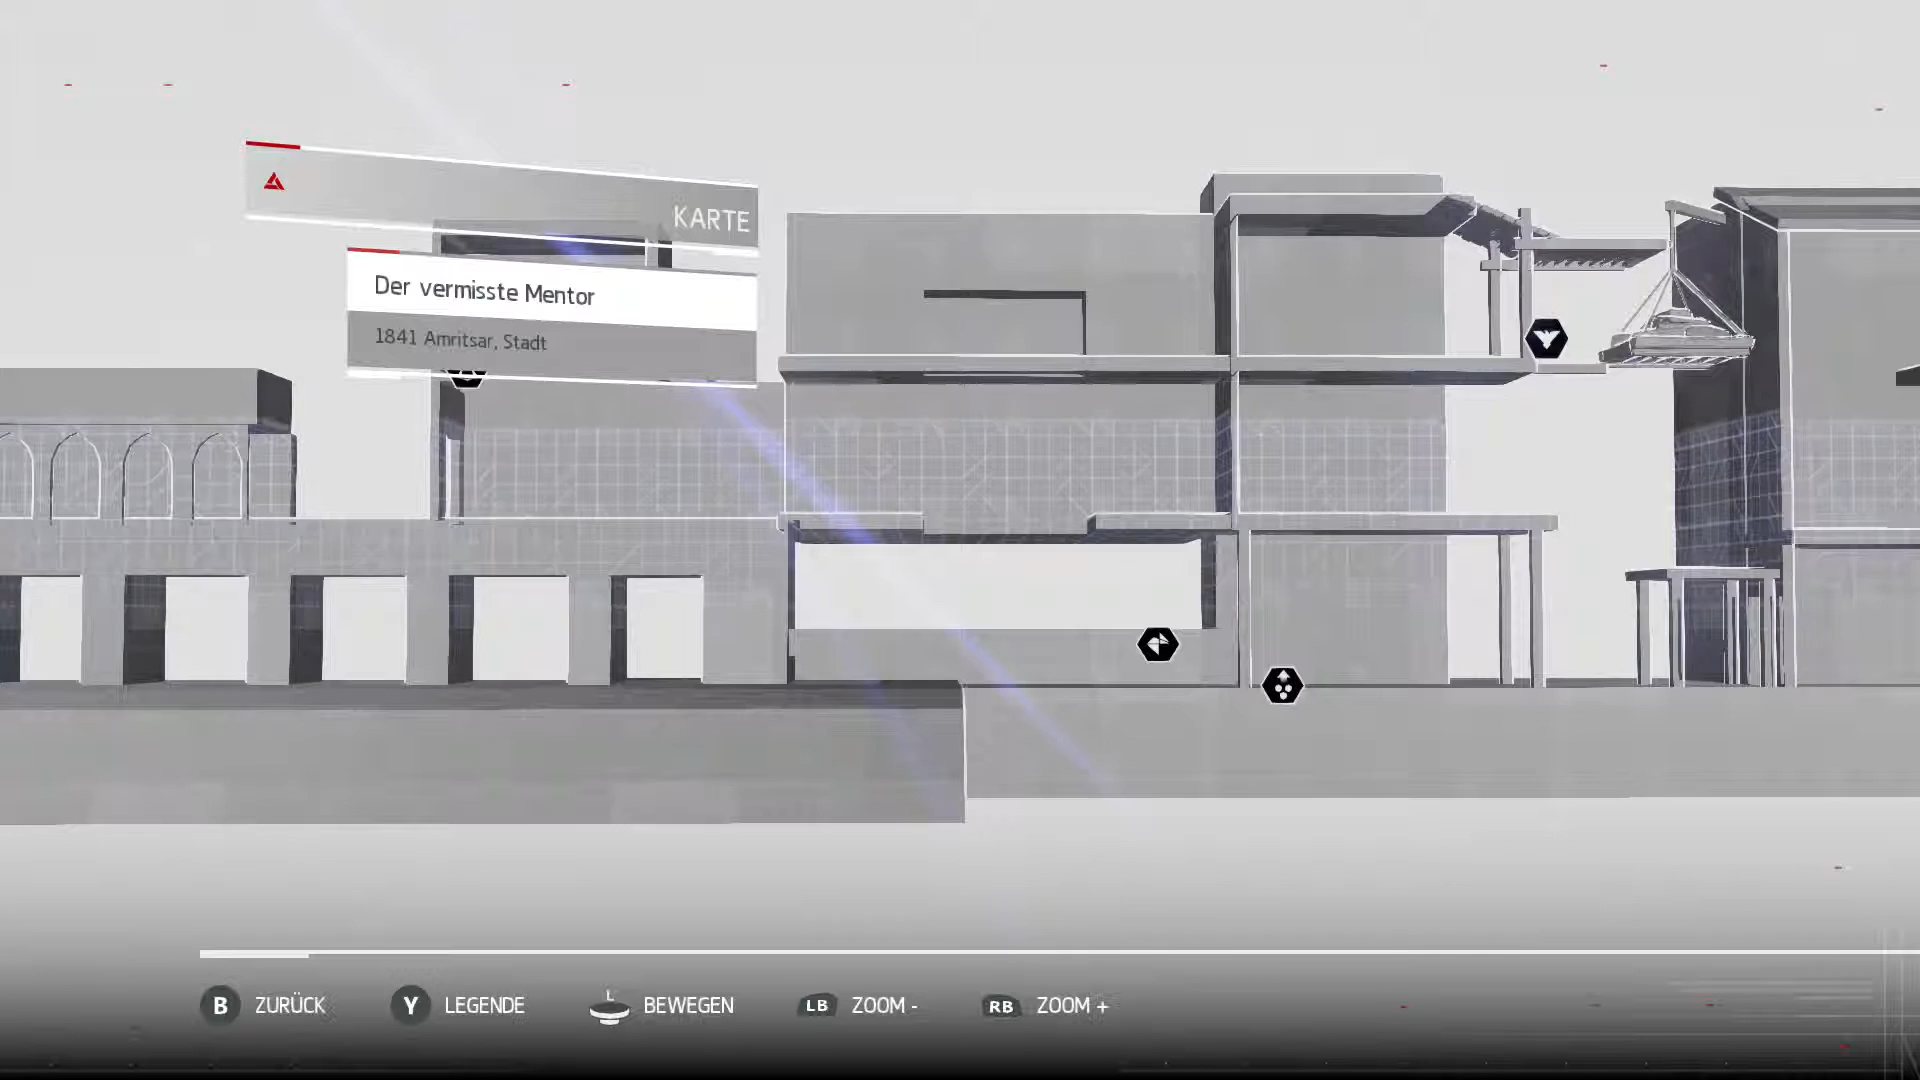 KARTE
Der vermisste Mentor
1841 Amritsar, Stadt
B ZURÜCK Y LEGENDE L BEWEGEN LB ZOOM - RB ZOOM +